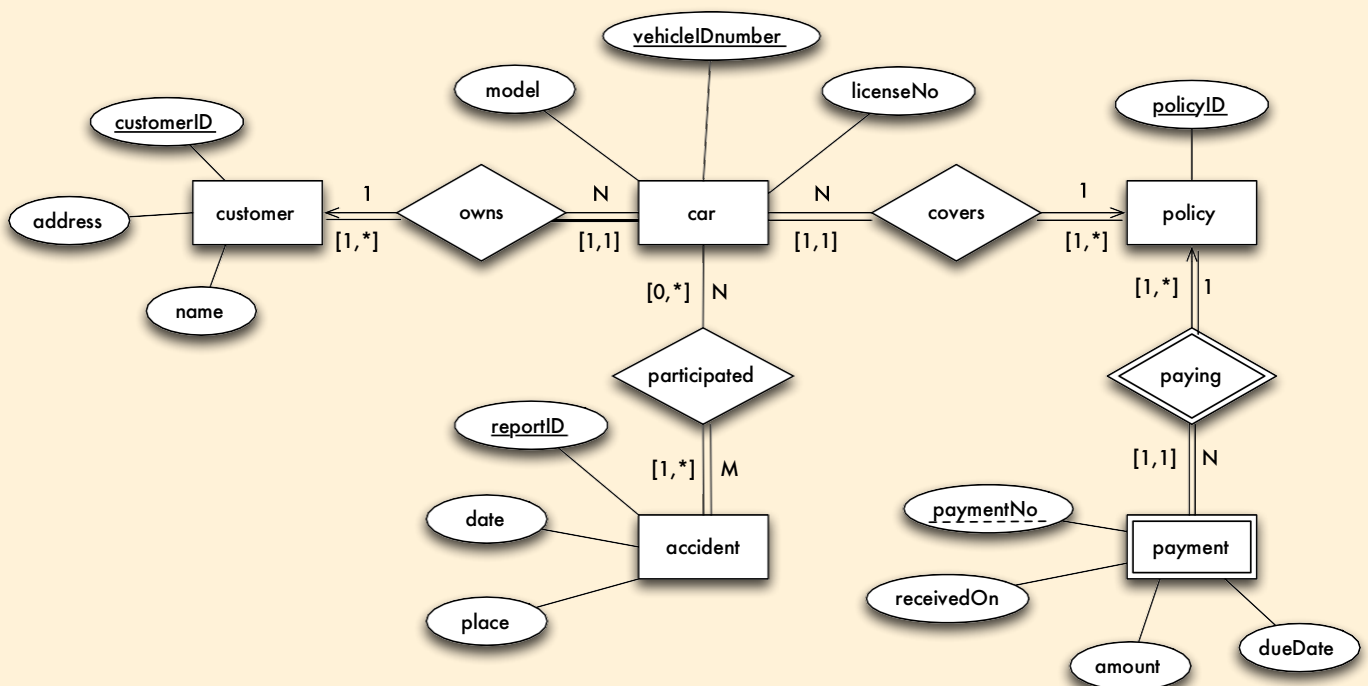 vehicleIDnumber
model
licenseNo
customerID
policyID
1
N
N
1
address
customer
owns
car
covers
policy
[1,*]
[1,1]
[1,1]
[1,*]
name
[0,*] N
[1,*] 1
participated
paying
reportID
[1,*] M
[1,1] N
paymentNo
date
accident
payment
receivedOn
place
dueDate
amount